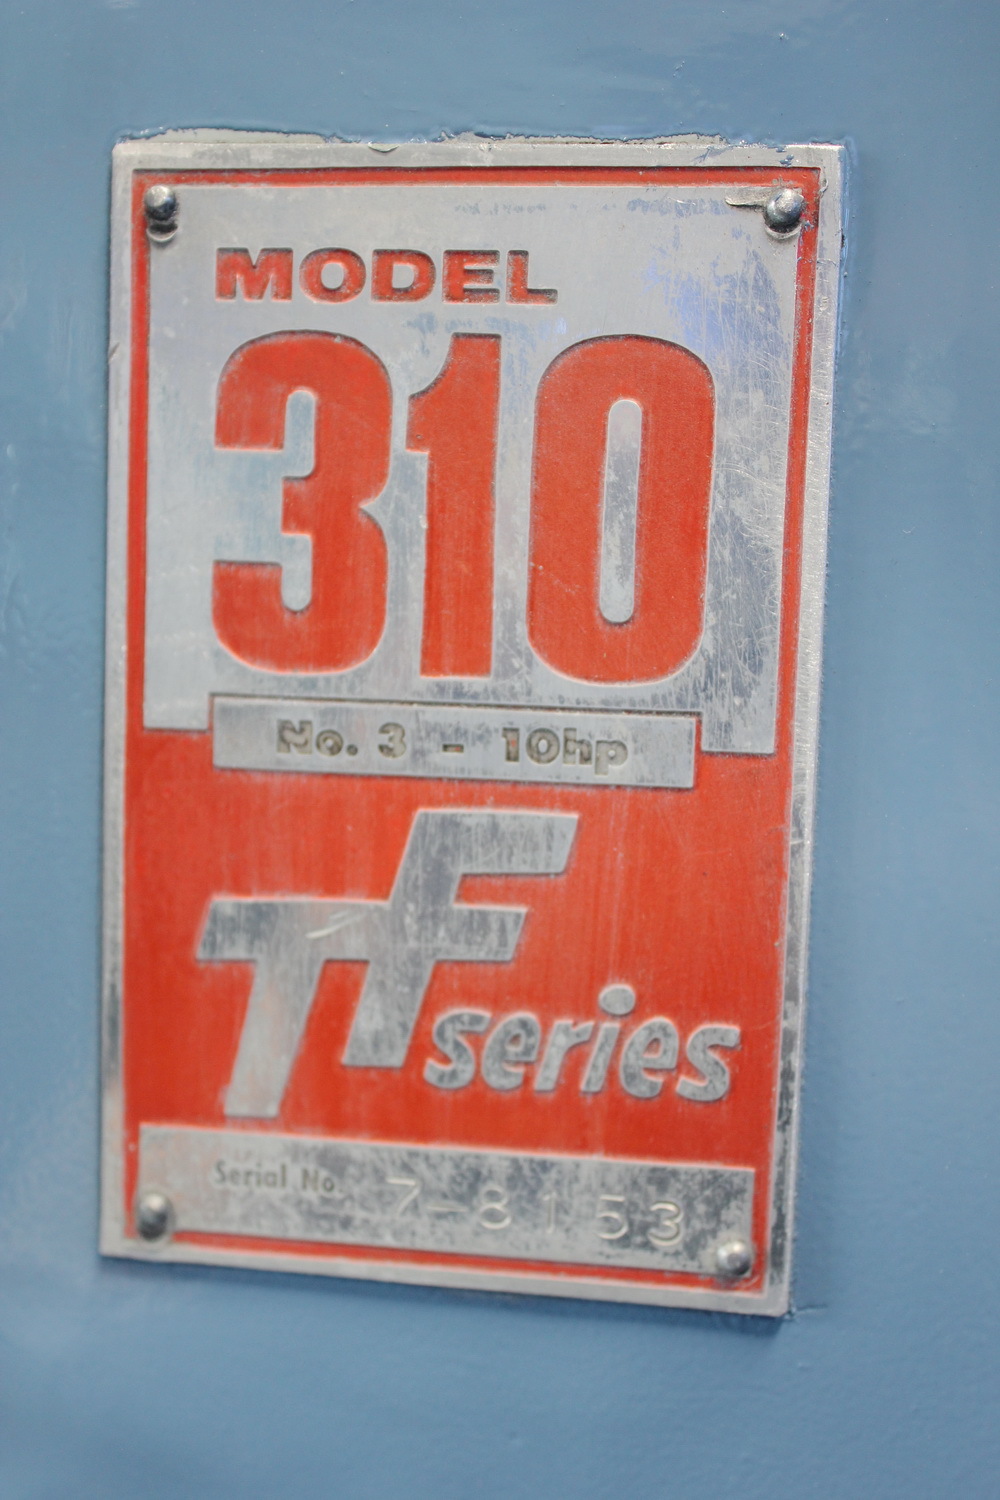 MODEL
310
No. 3 - 10hp
TF series
Serial No. 7-8153